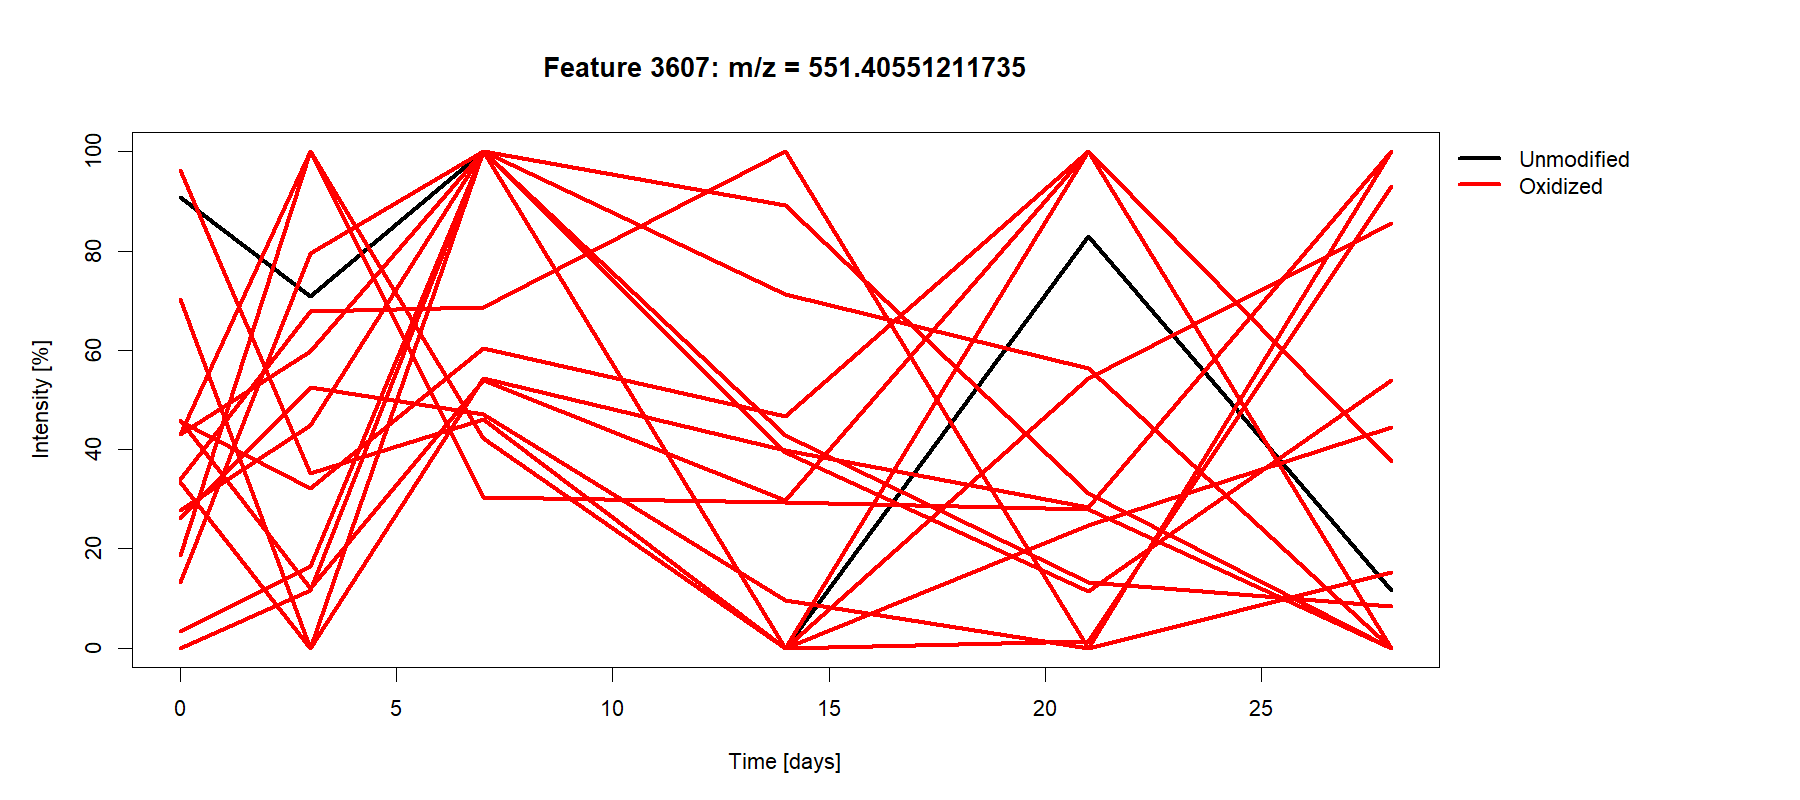 Feature 3607: m/z = 551.40551211735
Unmodified
Oxidized
Intensity [%]
100
80
60
40
20
0
0 5 10 15 20 25
Time [days]